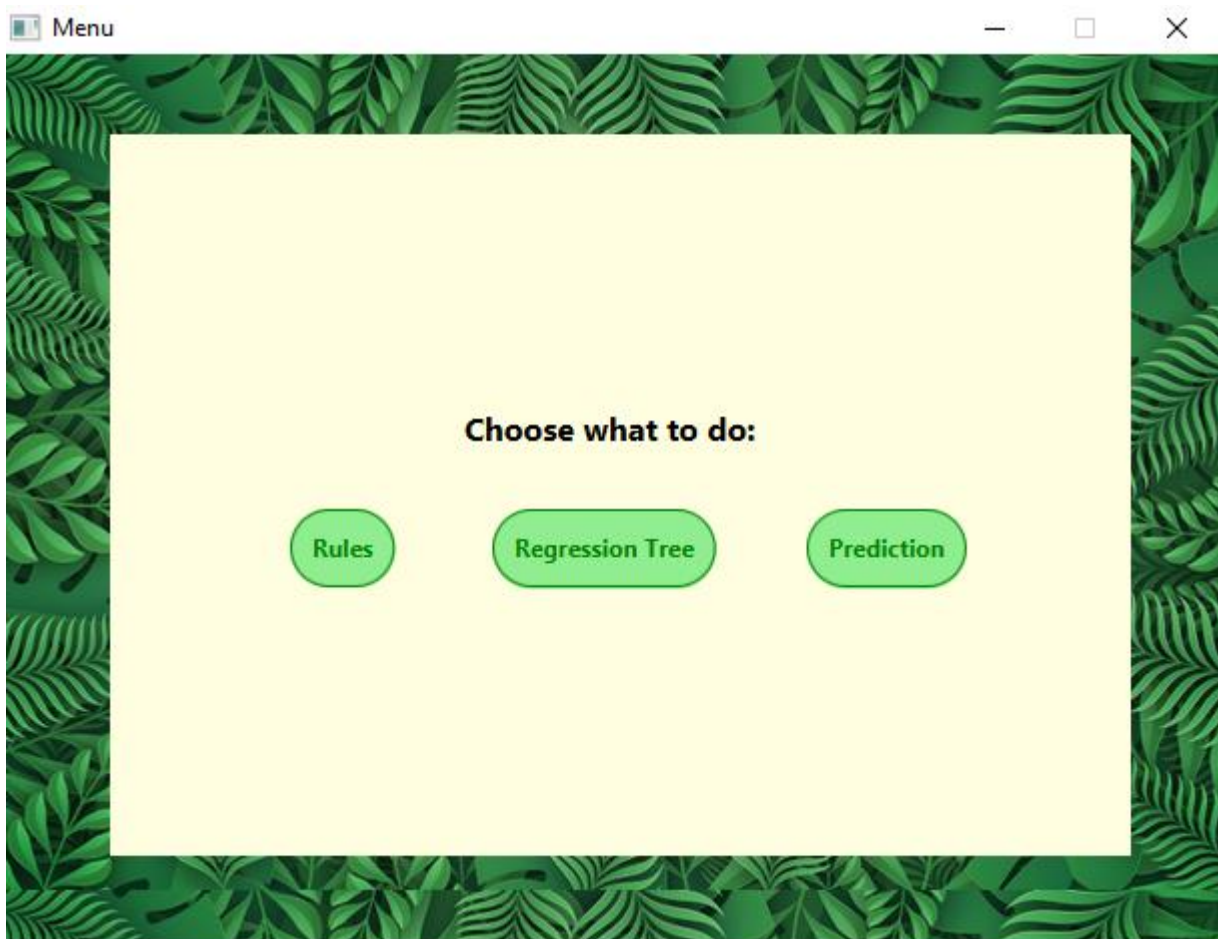 Menu
Choose what to do:
Rules
Regression Tree
Prediction